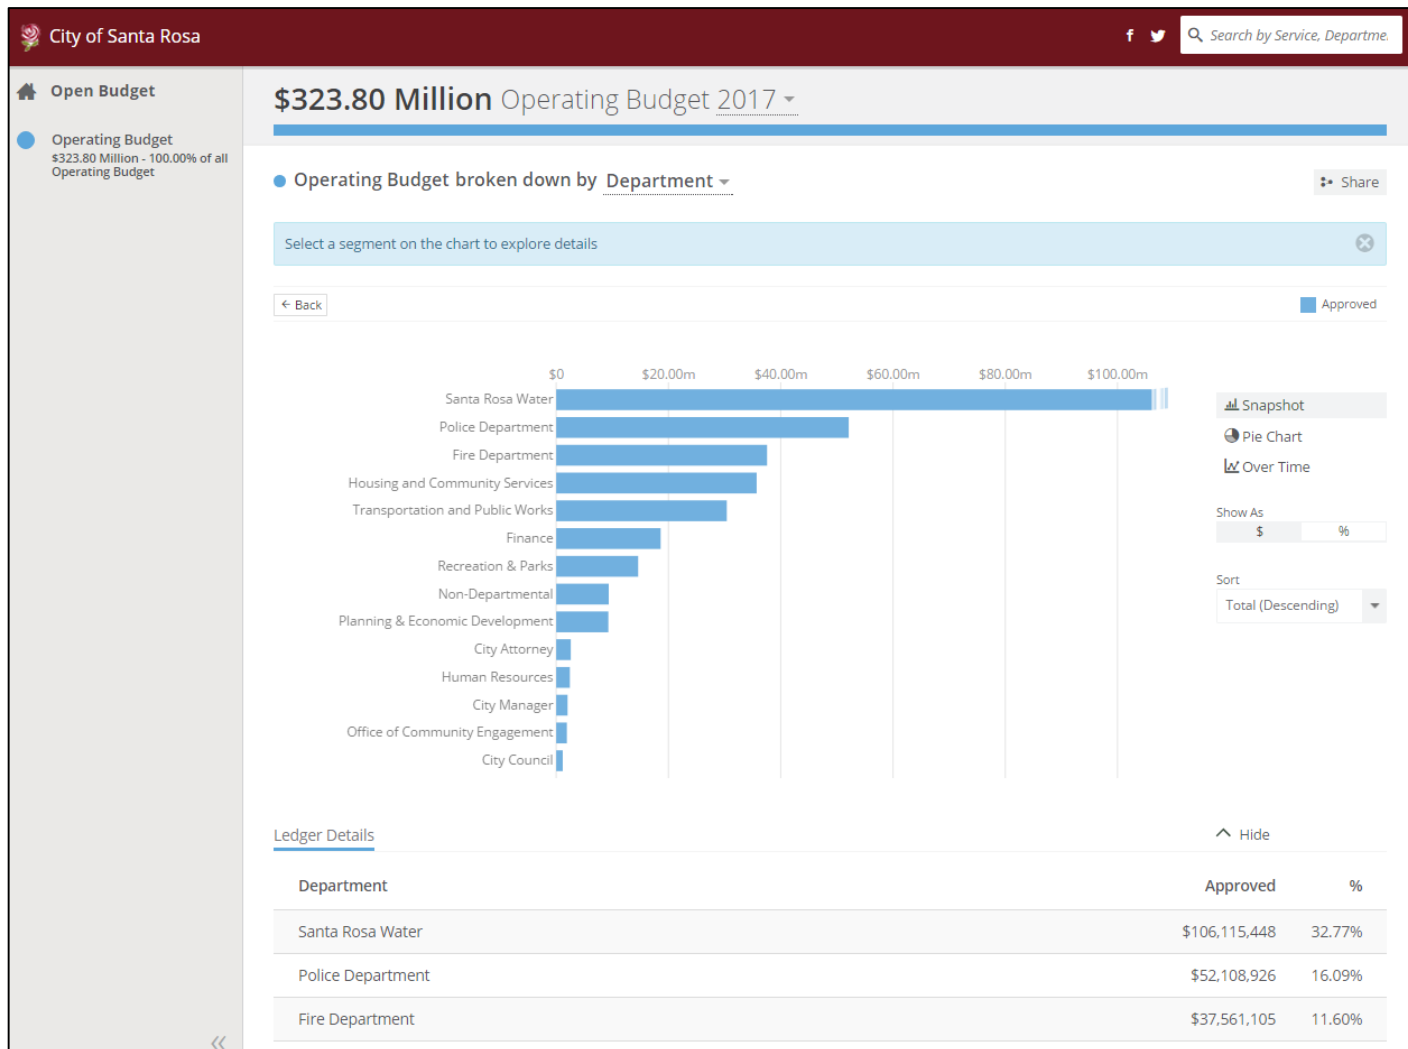 City of Santa Rosa
f
Search by Service, Departme
Open Budget
Operating Budget
$323.80 Million - 100.00% of all
Operating Budget
$323.80 Million Operating Budget 2017
Operating Budget broken down by Department
Share
Select a segment on the chart to explore details
← Back
Approved
$0 $20.00m $40.00m $60.00m $80.00m $100.00m
Santa Rosa Water
Police Department
Fire Department
Housing and Community Services
Transportation and Public Works
Finance
Recreation & Parks
Non-Departmental
Planning & Economic Development
City Attorney
Human Resources
City Manager
Office of Community Engagement
City Council
Snapshot
Pie Chart
Over Time
Show As
$ %
Sort
Total (Descending)
Ledger Details
Hide
Department Approved %
Santa Rosa Water $106,115,448 32.77%
Police Department $52,108,926 16.09%
Fire Department $37,561,105 11.60%